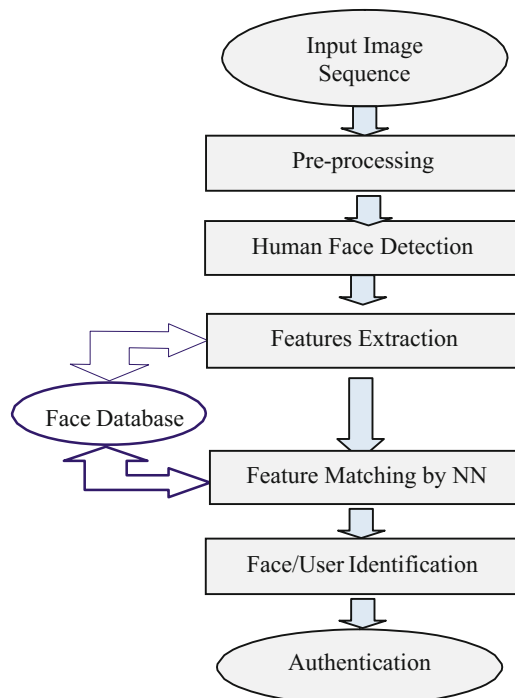 Input Image
Sequence
Pre-processing
Human Face Detection
Features Extraction
Face Database
Feature Matching by NN
Face/User Identification
Authentication